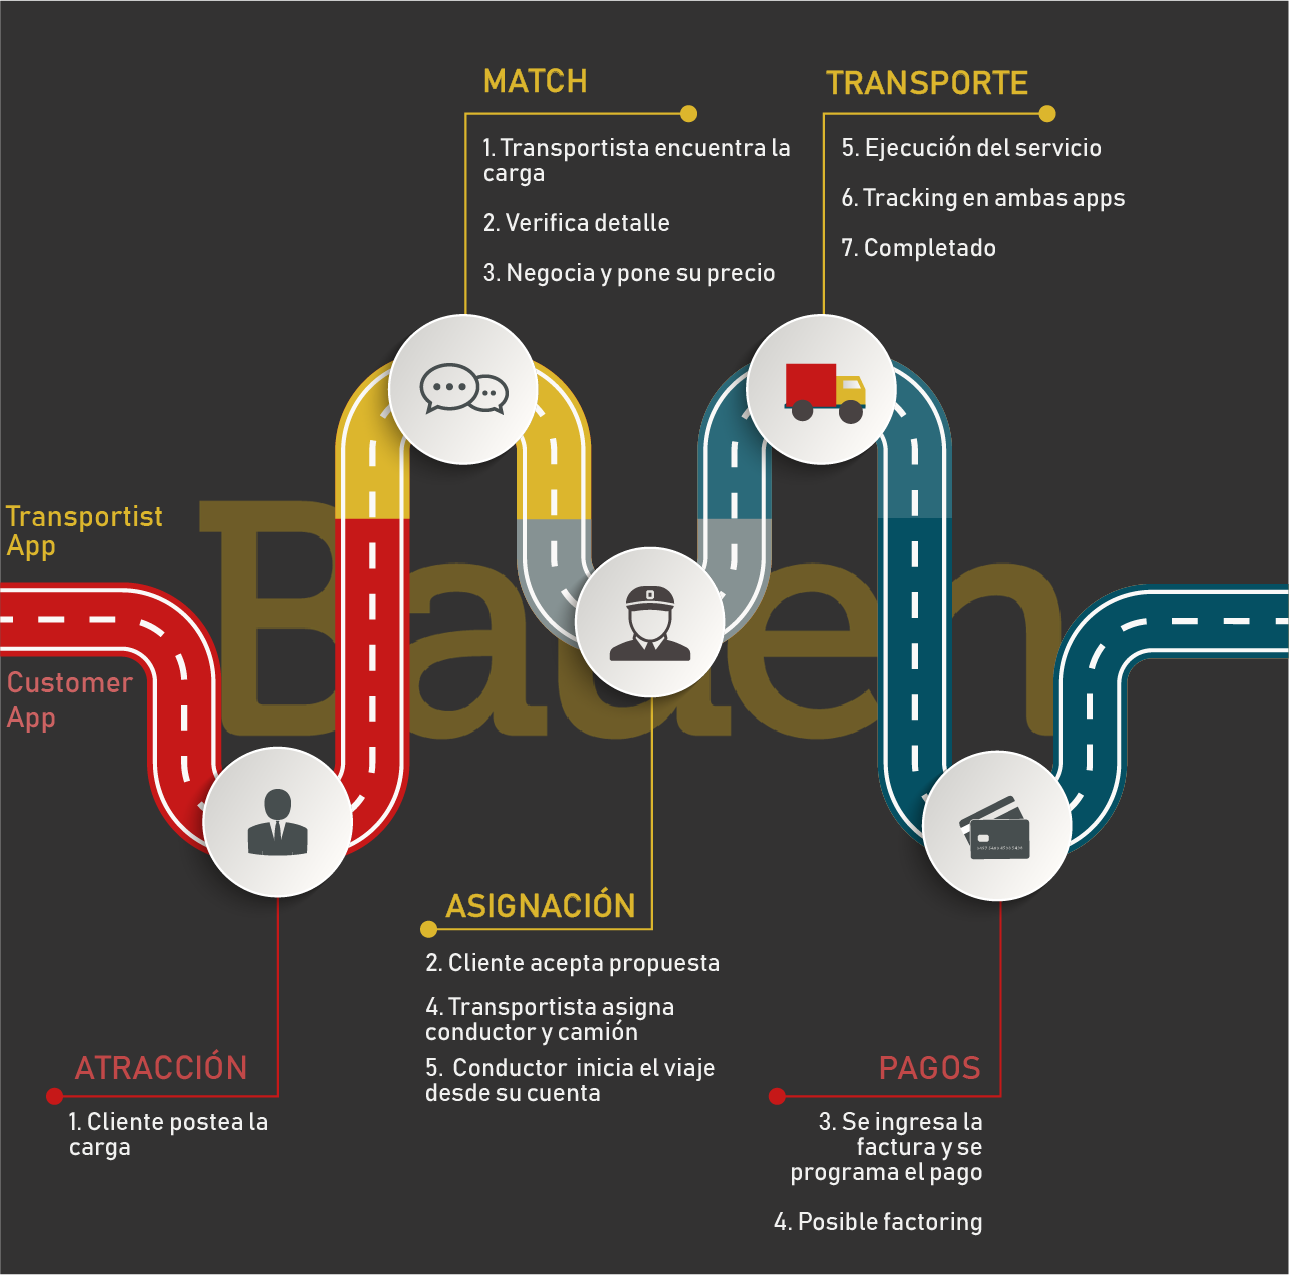 MATCH
1. Transportista encuentra la
carga
2. Verifica detalle
3. Negocia y pone su precio
TRANSPORTE
5. Ejecución del servicio
6. Tracking en ambas apps
7. Completado
Transportist
App
Customer
App
Bauen
ASIGNACIÓN
2. Cliente acepta propuesta
4. Transportista asigna
conductor y camión
5. Conductor inicia el viaje
desde su cuenta
ATRACCIÓN
1. Cliente postea la
carga
PAGOS
3. Se ingresa la
factura y se
programa el pago
4. Posible factoring